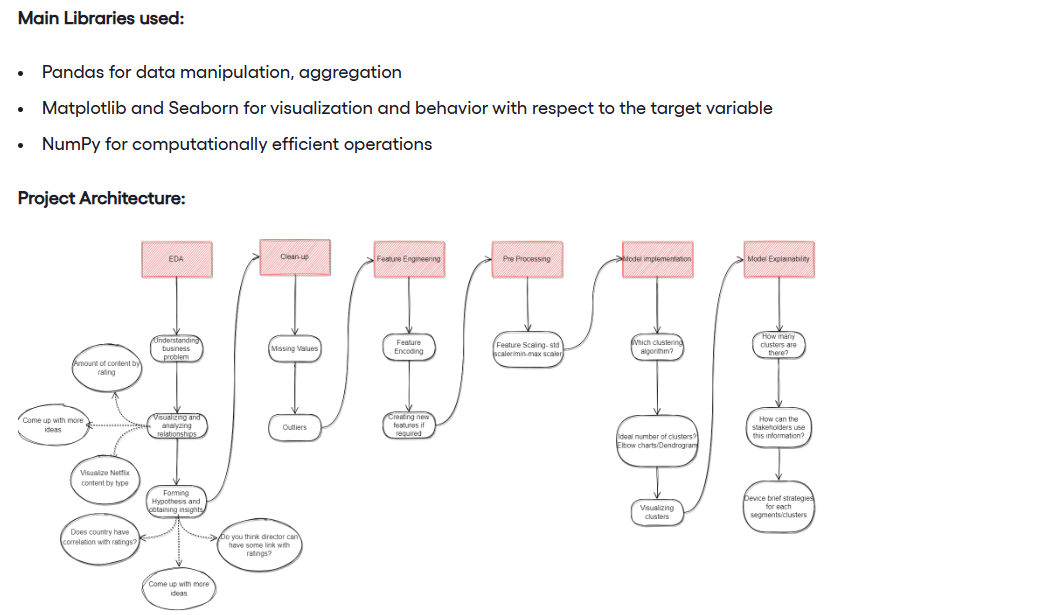 Main Libraries used:
• Pandas for data manipulation, aggregation
• Matplotlib and Seaborn for visualization and behavior with respect to the target variable
• NumPy for computationally efficient operations
Project Architecture:
EDA
Understanding
business
problem
Visualizing and
analyzing
relationships
Amount of content by
rating
Come up with more
ideas
Visualize Netflix
content by type
Forming
Hypothesis and
obtaining insights
Does country have
correlation with ratings?
Come up with more
ideas
Do you think director can
have some link with
ratings?
Clean-up
Missing Values
Outliers
Feature Engineering
Feature
Encoding
Creating new
features if
required
Pre Processing
Feature Scaling- std
scaler/min-max scaler
Model implementation
Which clustering
algorithm?
Ideal number of clusters?
Elbow charts/Dendrogram
Visualizing
clusters
Model Explainability
How many
clusters are
there?
How can the
stakeholders use
this information?
Device brief strategies
for each
segments/clusters